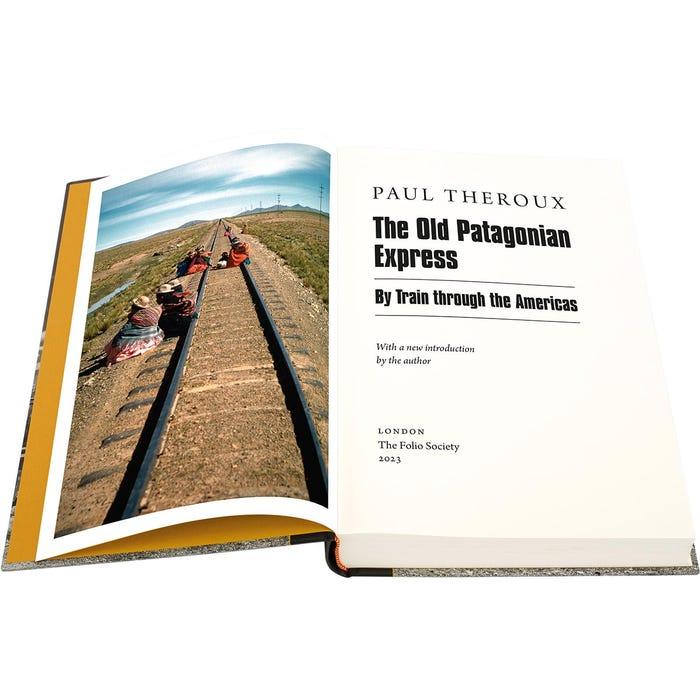 PAUL THEROUX
The Old Patagonian
Express
By Train through the Americas
With a new introduction
by the author
LONDON
The Folio Society
2023